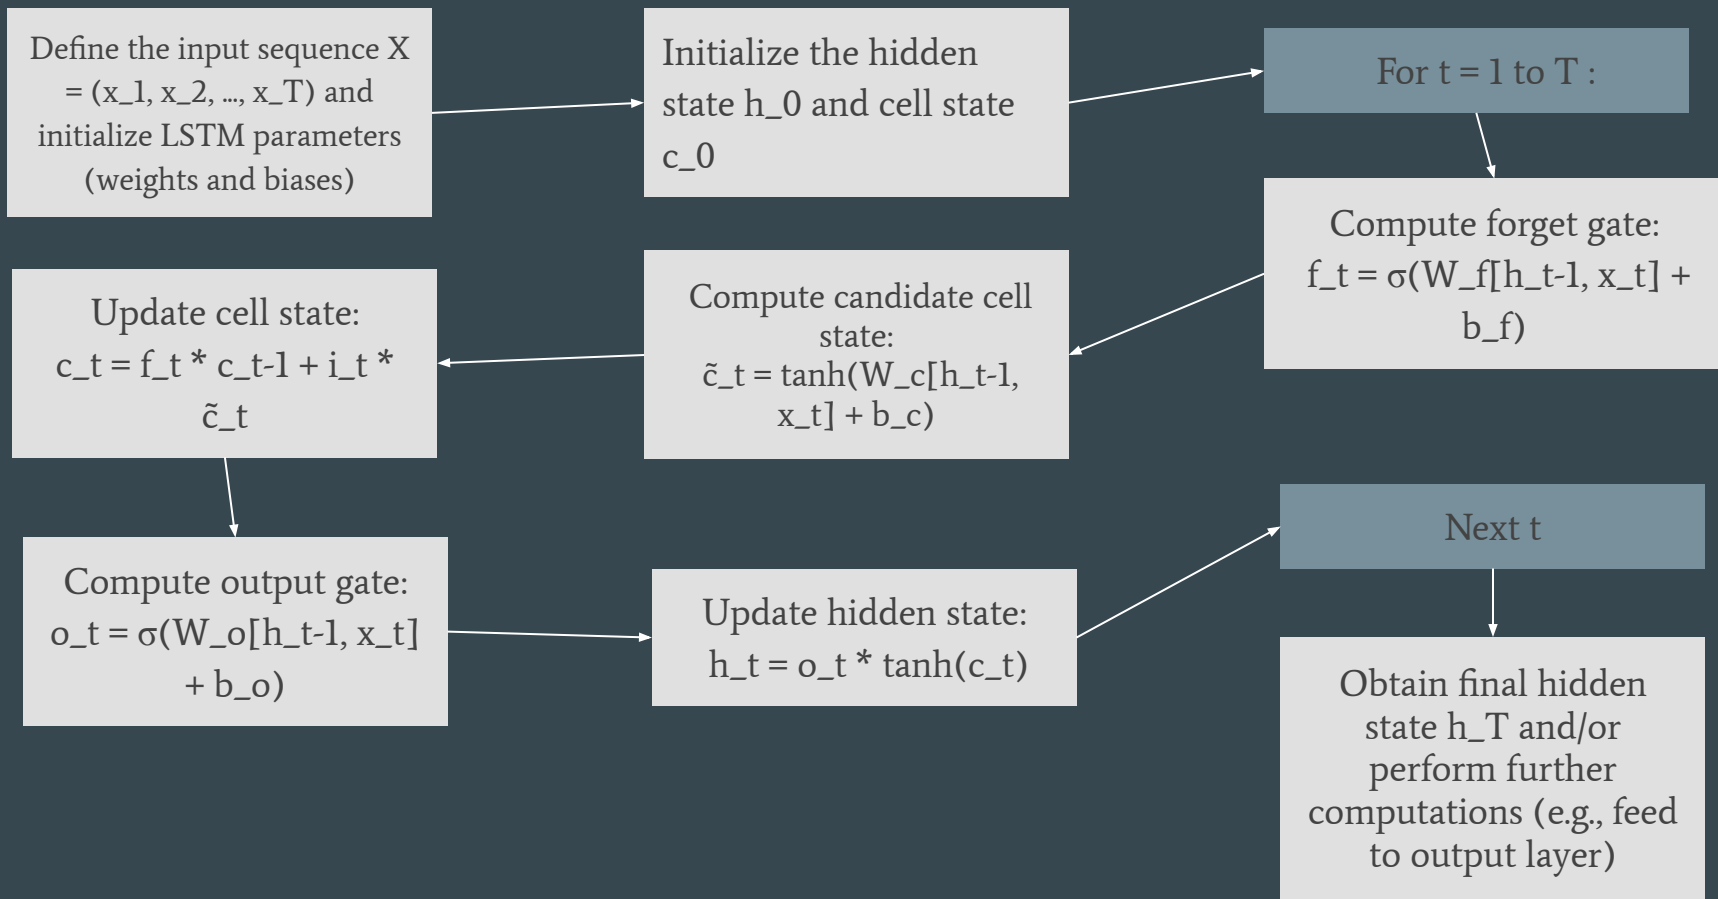 Define the input sequence X
= (x_1, x_2, ..., x_T) and
initialize LSTM parameters
(weights and biases)
Initialize the hidden
state h_0 and cell state
c_0
For t = 1 to T :
Compute forget gate:
f_t = σ(W_f[h_t-1, x_t] +
b_f)
Compute candidate cell
state:
c̃_t = tanh(W_c[h_t-1,
x_t] + b_c)
Update cell state:
c_t = f_t * c_t-1 + i_t *
c̃_t
Compute output gate:
o_t = σ(W_o[h_t-1, x_t]
+ b_o)
Update hidden state:
h_t = o_t * tanh(c_t)
Next t
Obtain final hidden
state h_T and/or
perform further
computations (e.g., feed
to output layer)